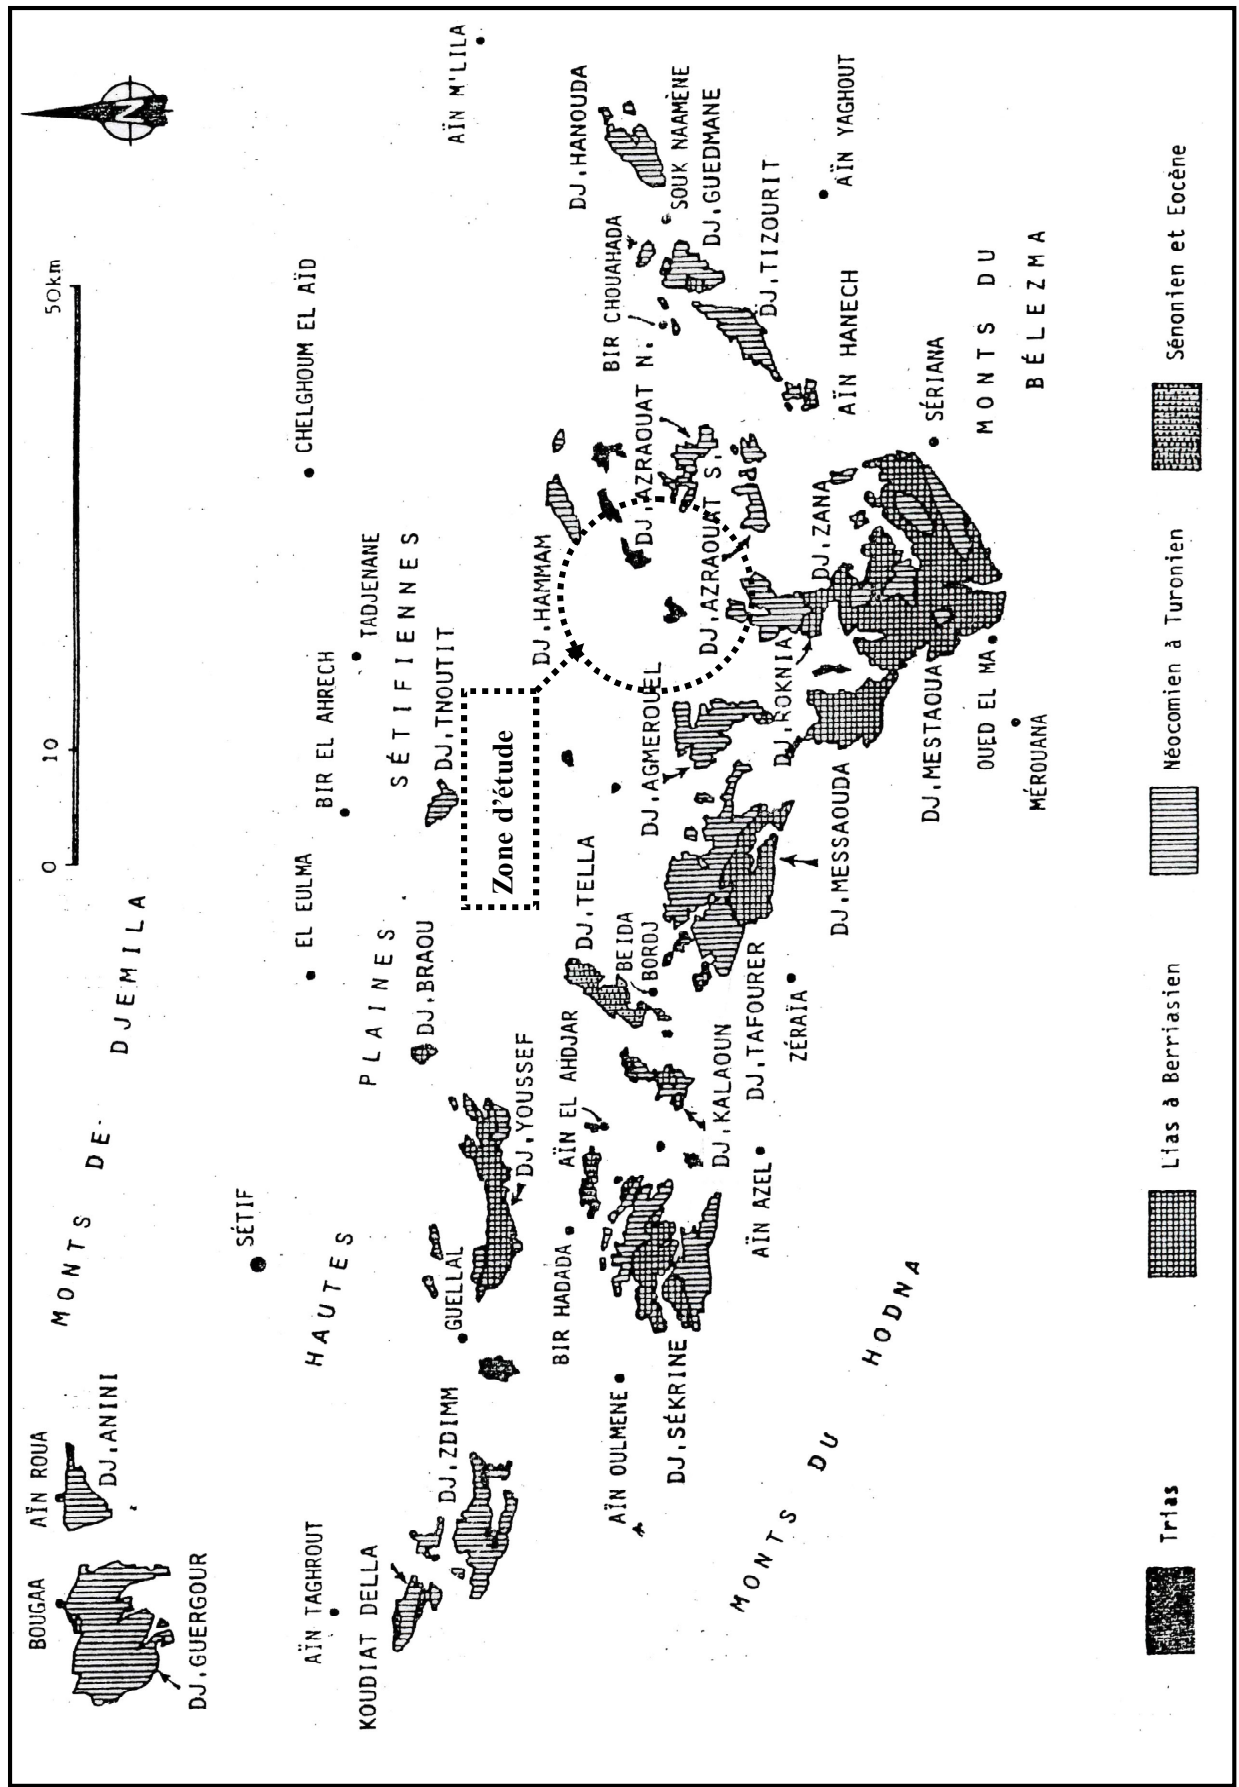 N
0
10
50km
BOUGAA
AÏN ROUA
DJ.ANINI
DJ.GUERGOUR
MONTS DE DJEMILA
SÉTIF
EL EULMA
BIR EL AHRECH
TADJENANE
CHELGHOUM EL AÏD
AÏN M'LILA
AÏN TAGHROUT
KOUDIAT DELLA
HAUTES PLAINES SÉTIFIENNES
DJ.ZDIMM
GUELLAL
DJ.YOUSSEF
DJ.BRAOU
DJ.TNOUTIT
Zone d'étude
DJ.HAMMAM
DJ.HANOUDA
SOUK NAAMÈNE
DJ.GUEDMANE
BIR CHOUAHADA
DJ.TIZOURIT
AÏN YAGHOUT
BIR HADADA
AÏN EL AHDJAR
DJ.TELLA
BEIDA
BORDJ
DJ.AGMEROUEL
DJ.AZRAOUAT N.
DJ.AZRAOUAT S.
AÏN HANECH
AÏN OULMENE
DJ.SÉKRINE
DJ.KALAOUN
AÏN AZEL
DJ.TAFOURER
ZÉRAÏA
DJ.ROKNIA
DJ.ZANA
DJ.MESSAOUDA
DJ.MESTAOUA
SÉRIANA
OUED EL MA
MÉROUANA
MONTS DU
BÉLEZMA
MONTS DU HODNA
Trias
Lias à Berriasien
Néocomien à Turonien
Sénonien et Eocène